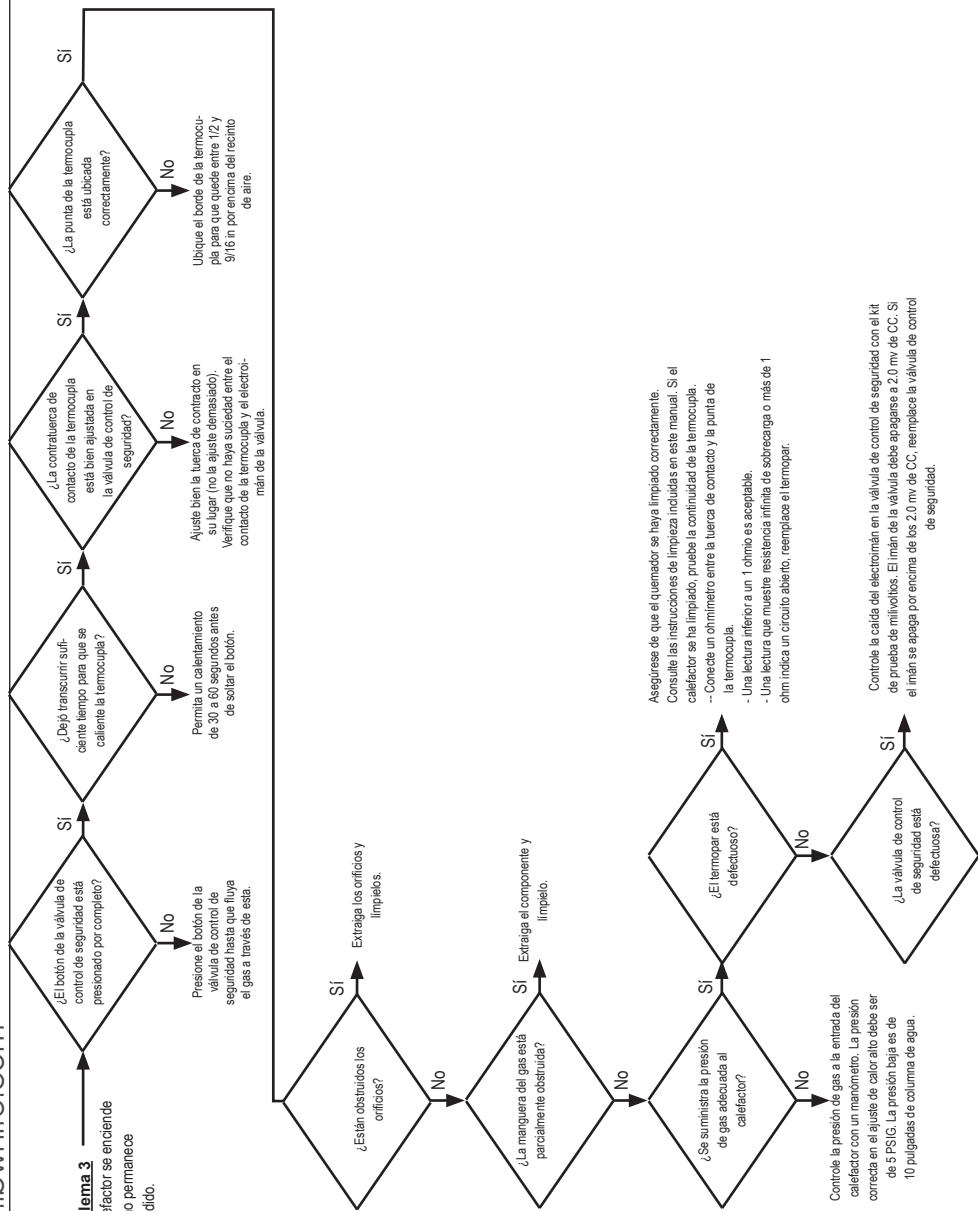 lema 3
efactor se enciende
no permanece
dido.
¿El botón de la válvula de
control de seguridad está
presionado por completo?
Sí
No
Presione el botón de la
válvula de control de
seguridad hasta que fluya
el gas a través de esta.
¿Dejó transcurrir sufi-
ciente tiempo para que se
caliente la termocupla?
Sí
No
Permita un calentamiento
de 30 a 60 segundos antes
de soltar el botón.
¿La contratuerca de
contacto de la termocupla
está bien ajustada en
la válvula de control de
seguridad?
Sí
No
Ajuste bien la tuerca de contracto en
su lugar (no la ajuste demasiado).
Verifique que no haya suciedad entre el
contacto de la termocupla y el electroi-
mán de la válvula.
¿La punta de la termocupla
está ubicada
correctamente?
Sí
No
Ubique el borde de la termocu-
pla para que quede entre 1/2 y
9/16 in por encima del recinto
de aire.
¿Están obstruidos los
orificios?
Sí
Extraiga los orificios y
límpielos.
No
¿La manguera del gas está
parcialmente obstruida?
Sí
Extraiga el componente y
límpielo.
No
¿Se suministra la presión
de gas adecuada al
calefactor?
Sí
No
Controle la presión de gas a la entrada del
calefactor con un manómetro. La presión
correcta en el ajuste de calor alto debe ser
de 5 PSIG. La presión baja es de
10 pulgadas de columna de agua.
¿El termopar está
defectuoso?
Sí
Asegúrese de que el quemador se haya limpiado correctamente.
Consulte las instrucciones de limpieza incluidas en este manual. Si el
calefactor se ha limpiado, pruebe la continuidad de la termocupla.
-- Conecte un ohmímetro entre la tuerca de contacto y la punta de
la termocupla.
- Una lectura inferior a un 1 ohmio es aceptable.
- Una lectura que muestre resistencia infinita de sobrecarga o más de 1
ohm indica un circuito abierto, reemplace el termopar.
No
¿La válvula de control
de seguridad está
defectuosa?
Sí
Controle la caída del electroimán en la válvula de control de seguridad con el kit
de prueba de milivoltios. El imán de la válvula debe apagarse a 2.0 mv de CC. Si
el imán se apaga por encima de los 2.0 mv de CC, reemplace la válvula de control
de seguridad.